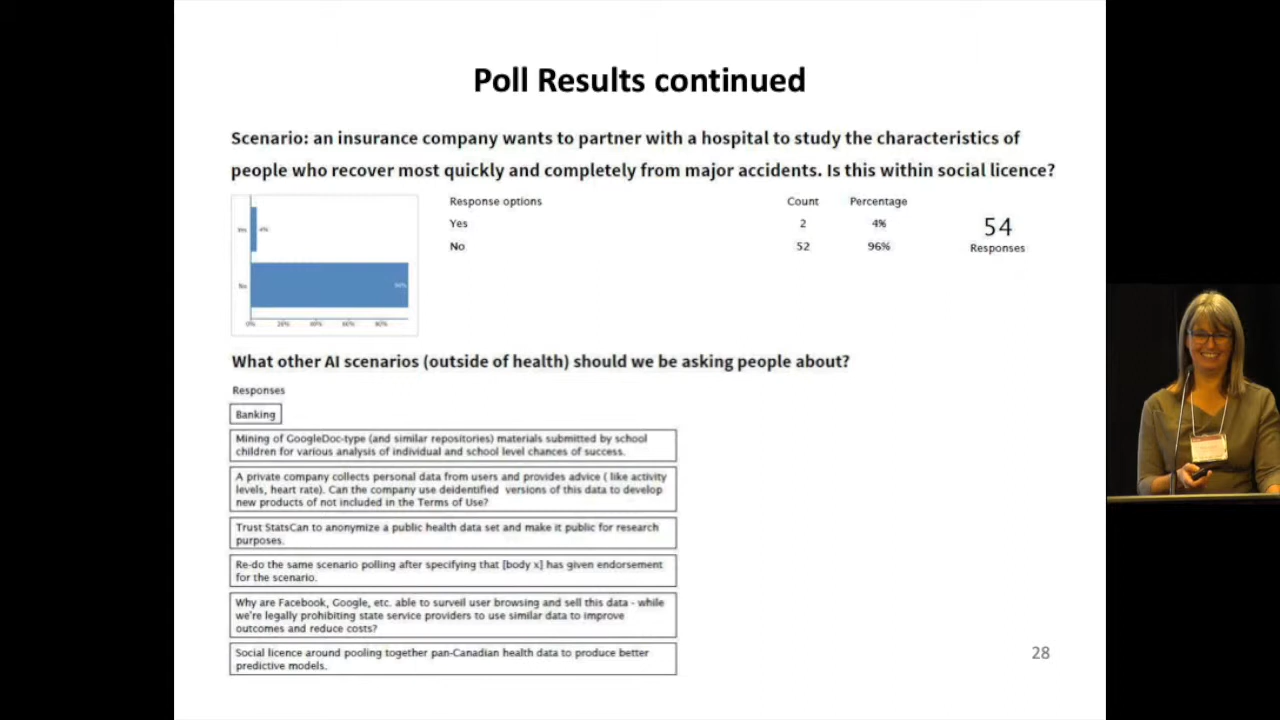 Poll Results continued
Scenario: an insurance company wants to partner with a hospital to study the characteristics of
people who recover most quickly and completely from major accidents. Is this within social licence?
Response options Count Percentage
Yes 2 4%
No 52 96%
54
Responses
Yes 4%
No 96%
0% 20% 40% 60% 80%
What other AI scenarios (outside of health) should we be asking people about?
Responses
Banking
Mining of GoogleDoc-type (and similar repositories) materials submitted by school
children for various analysis of individual and school level chances of success.
A private company collects personal data from users and provides advice ( like activity
levels, heart rate). Can the company use deidentified versions of this data to develop
new products of not included in the Terms of Use?
Trust StatsCan to anonymize a public health data set and make it public for research
purposes.
Re-do the same scenario polling after specifying that [body x] has given endorsement
for the scenario.
Why are Facebook, Google, etc. able to surveil user browsing and sell this data - while
we're legally prohibiting state service providers to use similar data to improve
outcomes and reduce costs?
Social licence around pooling together pan-Canadian health data to produce better
predictive models.
28